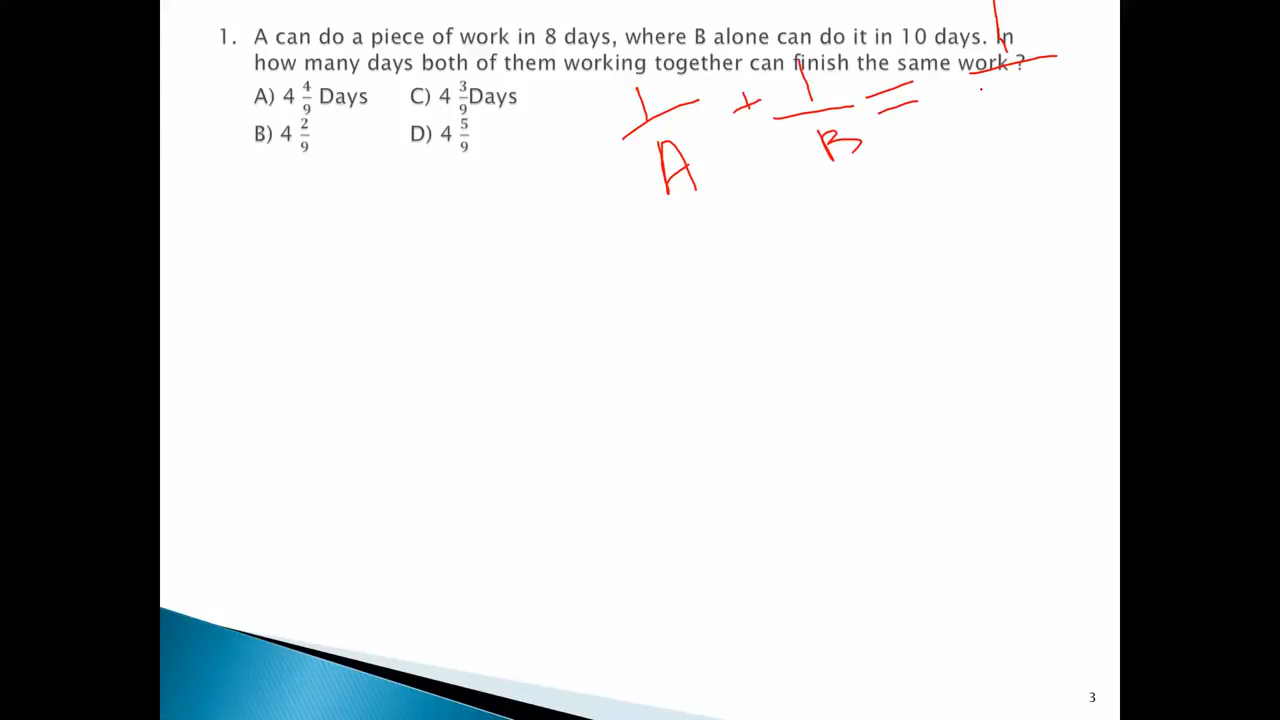 1. A can do a piece of work in 8 days, where B alone can do it in 10 days. In
how many days both of them working together can finish the same work ?
A) 4 4/9 Days C) 4 3/9 Days
B) 4 2/9 D) 4 5/9
1/A + 1/B = 1
3